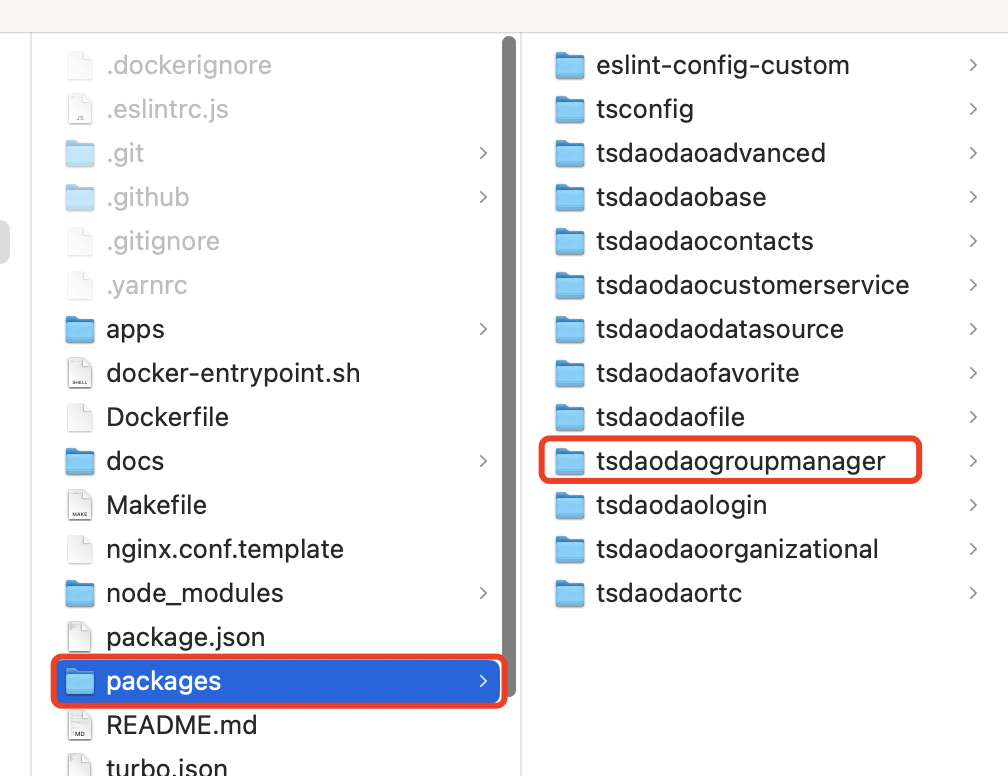 .dockerignore
.eslintrc.js
.git
.github
.gitignore
.yarnrc
apps
docker-entrypoint.sh
Dockerfile
docs
Makefile
nginx.conf.template
node_modules
package.json
packages
README.md
turbo.json
eslint-config-custom
tsconfig
tsdaodaoadvanced
tsdaodaobase
tsdaodaocontacts
tsdaodaocustomerservice
tsdaodaodatasource
tsdaodaofavorite
tsdaodaofile
tsdaodaogroupmanager
tsdaodaologin
tsdaodaoorganizational
tsdaodaortc
JS
SHELL
MAKE
MD